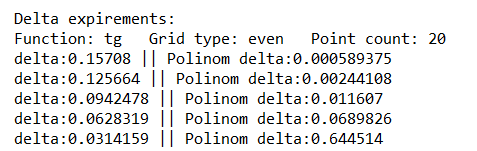 Delta expirements:
Function: tg   Grid type: even   Point count: 20
delta:0.15708 || Polinom delta:0.000589375
delta:0.125664 || Polinom delta:0.00244108
delta:0.0942478 || Polinom delta:0.011607
delta:0.0628319 || Polinom delta:0.0689826
delta:0.0314159 || Polinom delta:0.644514